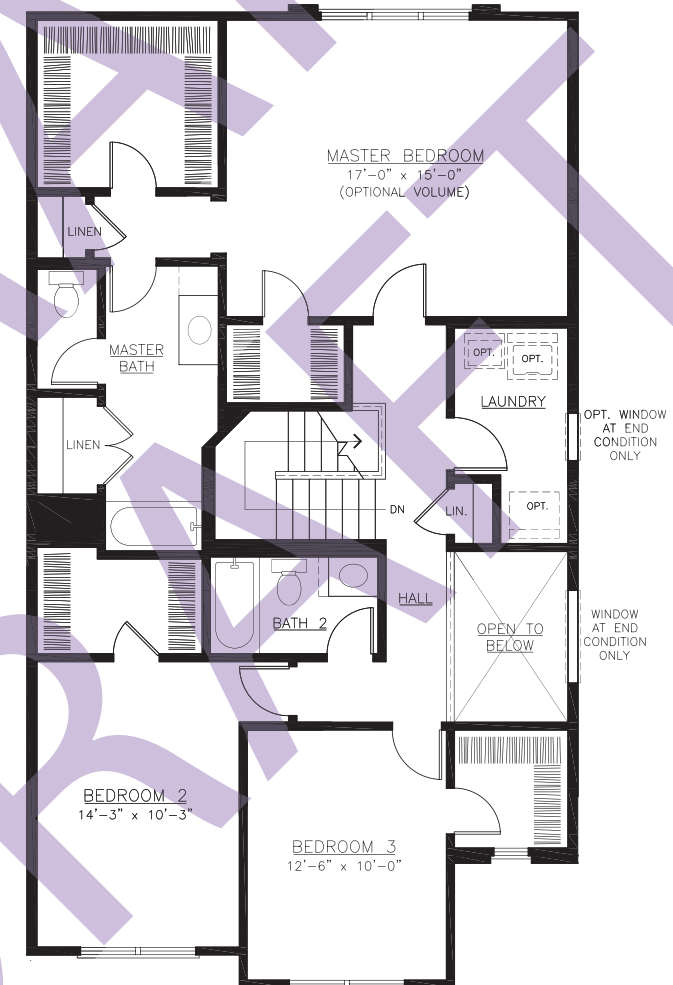 MASTER BEDROOM
17'-0" x 15'-0"
(OPTIONAL VOLUME)
LINEN
MASTER
BATH
OPT.
OPT.
LAUNDRY
OPT. WINDOW
AT END
CONDITION
ONLY
LINEN
DN
LIN.
OPT.
HALL
BATH 2
OPEN TO
BELOW
WINDOW
AT END
CONDITION
ONLY
BEDROOM 2
14'-3" x 10'-3"
BEDROOM 3
12'-6" x 10'-0"
DRAFT